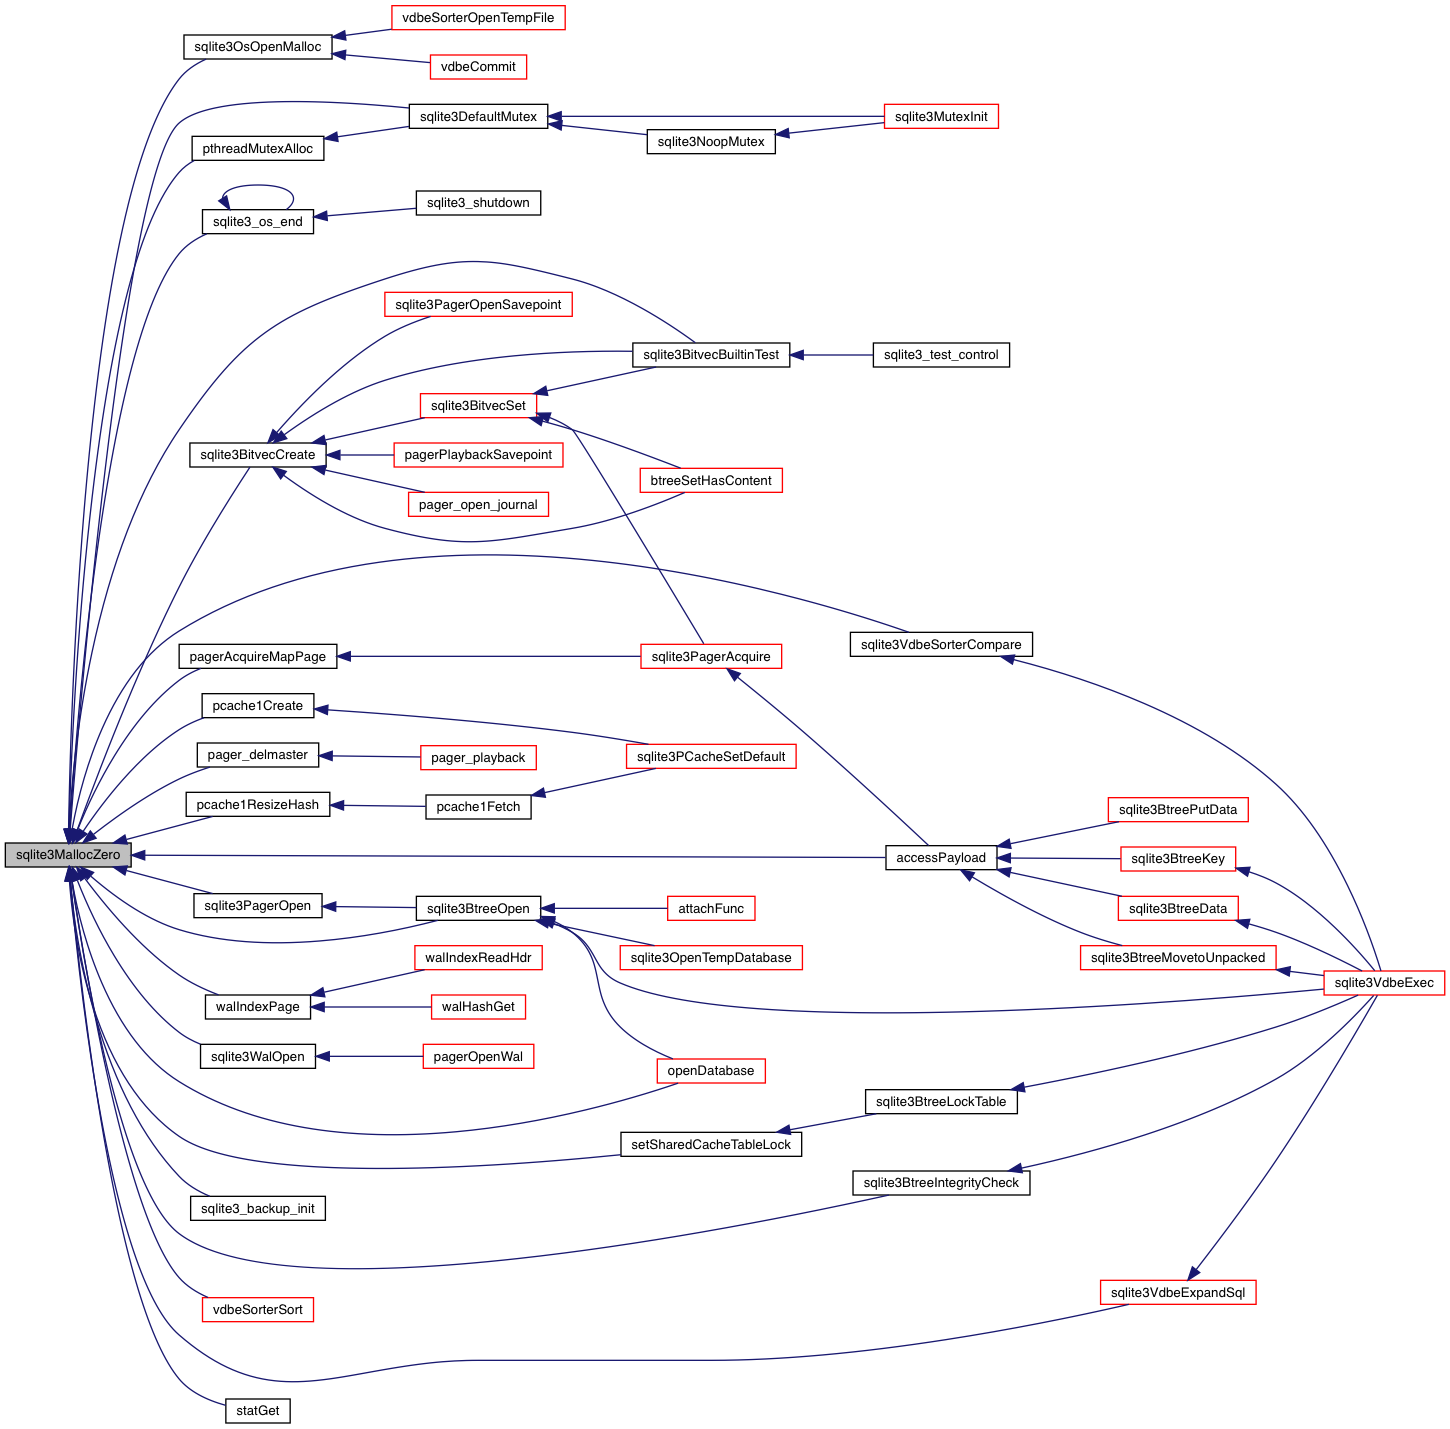 vdbeSorterOpenTempFile
sqlite3OsOpenMalloc
vdbeCommit
sqlite3DefaultMutex
sqlite3MutexInit
sqlite3NoopMutex
pthreadMutexAlloc
sqlite3_shutdown
sqlite3_os_end
sqlite3PagerOpenSavepoint
sqlite3BitvecBuiltinTest
sqlite3_test_control
sqlite3BitvecSet
sqlite3BitvecCreate
pagerPlaybackSavepoint
btreeSetHasContent
pager_open_journal
sqlite3VdbeSorterCompare
pagerAcquireMapPage
sqlite3PagerAcquire
pcache1Create
pager_delmaster
pager_playback
sqlite3PCacheSetDefault
pcache1ResizeHash
pcache1Fetch
sqlite3BtreePutData
sqlite3MallocZero
accessPayload
sqlite3BtreeKey
sqlite3PagerOpen
sqlite3BtreeOpen
attachFunc
sqlite3BtreeData
walIndexReadHdr
sqlite3OpenTempDatabase
sqlite3BtreeMovetoUnpacked
sqlite3VdbeExec
walIndexPage
walHashGet
sqlite3WalOpen
pagerOpenWal
openDatabase
sqlite3BtreeLockTable
setSharedCacheTableLock
sqlite3BtreeIntegrityCheck
sqlite3_backup_init
sqlite3VdbeExpandSql
vdbeSorterSort
statGet